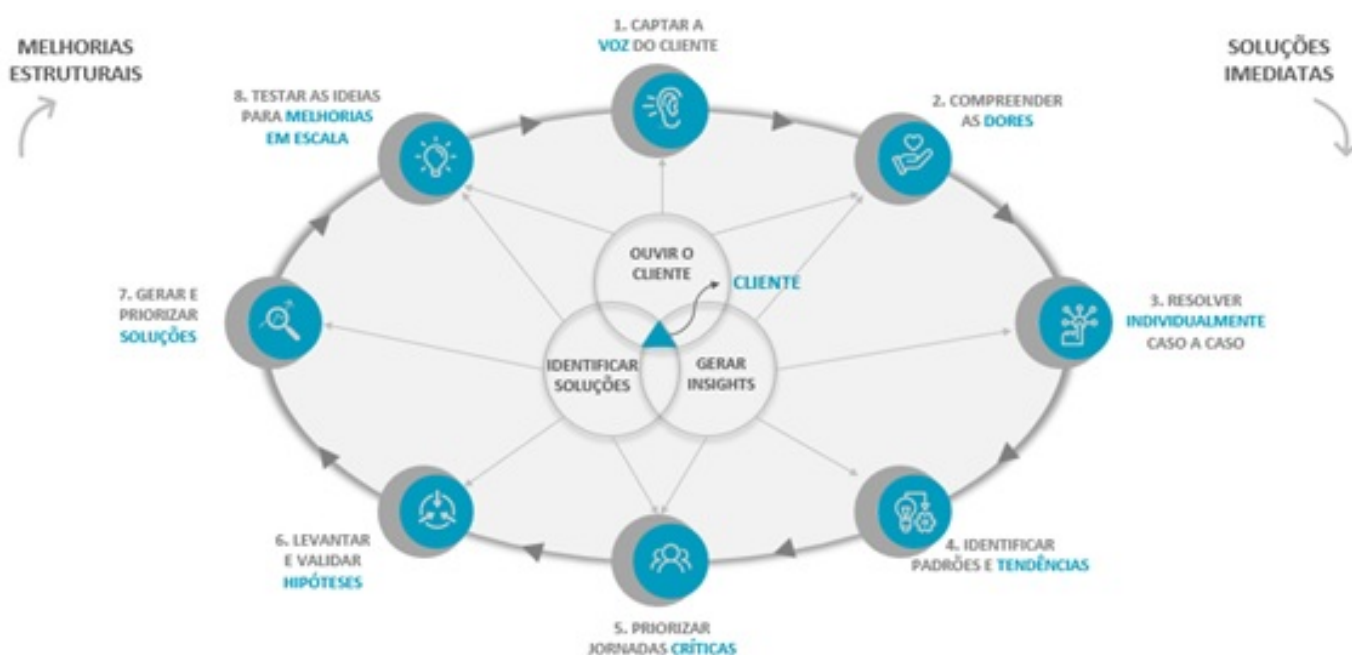 MELHORIAS
ESTRUTURAIS
SOLUÇÕES
IMEDIATAS
1. CAPTAR A
VOZ DO CLIENTE
2. COMPREENDER
AS DORES
3. RESOLVER
INDIVIDUALMENTE
CASO A CASO
4. IDENTIFICAR
PADRÕES E TENDÊNCIAS
5. PRIORIZAR
JORNADAS CRÍTICAS
6. LEVANTAR
E VALIDAR
HIPÓTESES
7. GERAR E
PRIORIZAR
SOLUÇÕES
8. TESTAR AS IDEIAS
PARA MELHORIAS
EM ESCALA
OUVIR O
CLIENTE
CLIENTE
IDENTIFICAR
SOLUÇÕES
GERAR
INSIGHTS